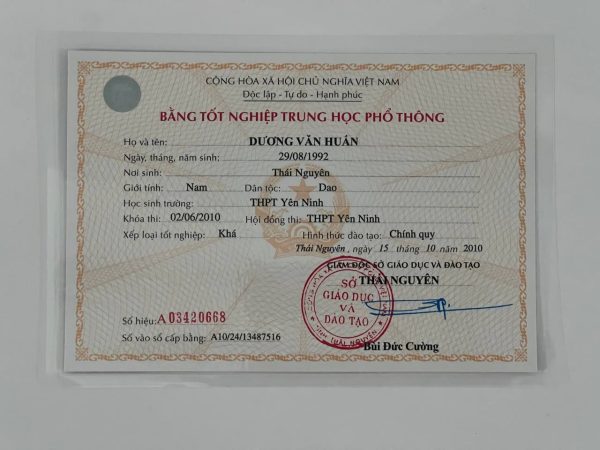 CỘNG HÒA XÃ HỘI CHỦ NGHĨA VIỆT NAM
Độc lập - Tự do - Hạnh phúc
BẰNG TỐT NGHIỆP TRUNG HỌC PHỔ THÔNG
Họ và tên: DƯƠNG VĂN HUẤN
Ngày, tháng, năm sinh: 29/08/1992
Nơi sinh: Thái Nguyên
Giới tính: Nam Dân tộc: Dao
Học sinh trường: THPT Yên Ninh
Khóa thi: 02/06/2010 Hội đồng thi: THPT Yên Ninh
Xếp loại tốt nghiệp: Khá Hình thức đào tạo: Chính quy
Thái Nguyên, ngày 15 tháng 10 năm 2010
GIÁM ĐỐC SỞ GIÁO DỤC VÀ ĐÀO TẠO
THÁI NGUYÊN
SỞ
GIÁO DỤC
VÀ
ĐÀO TẠO
TỈNH THÁI NGUYÊN
Số hiệu: A 03420668
Số vào sổ cấp bằng: A10/24/13487516
Bùi Đức Cường